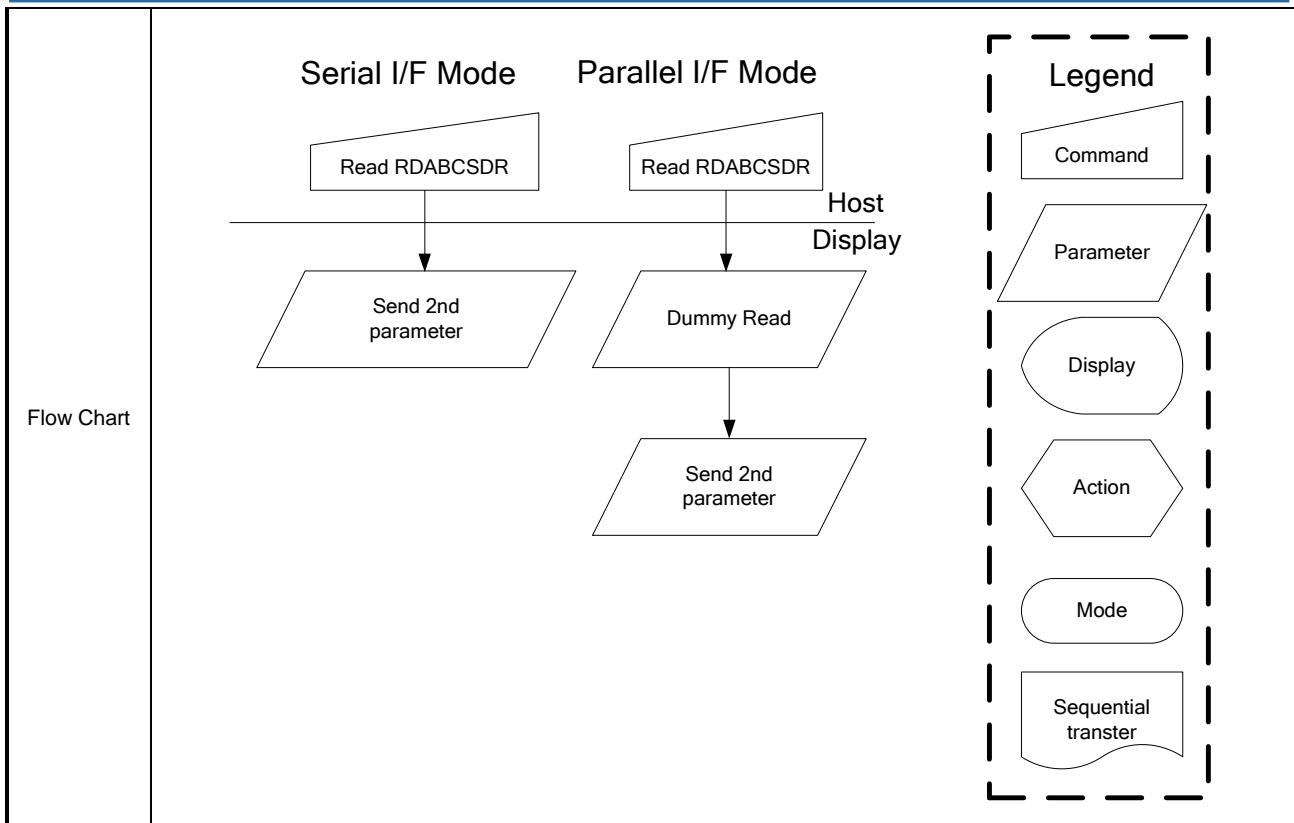 Flow Chart
Serial I/F Mode
Read RDABCSDR
Send 2nd
parameter
Parallel I/F Mode
Read RDABCSDR
Host
Display
Dummy Read
Send 2nd
parameter
Legend
Command
Parameter
Display
Action
Mode
Sequential
transter